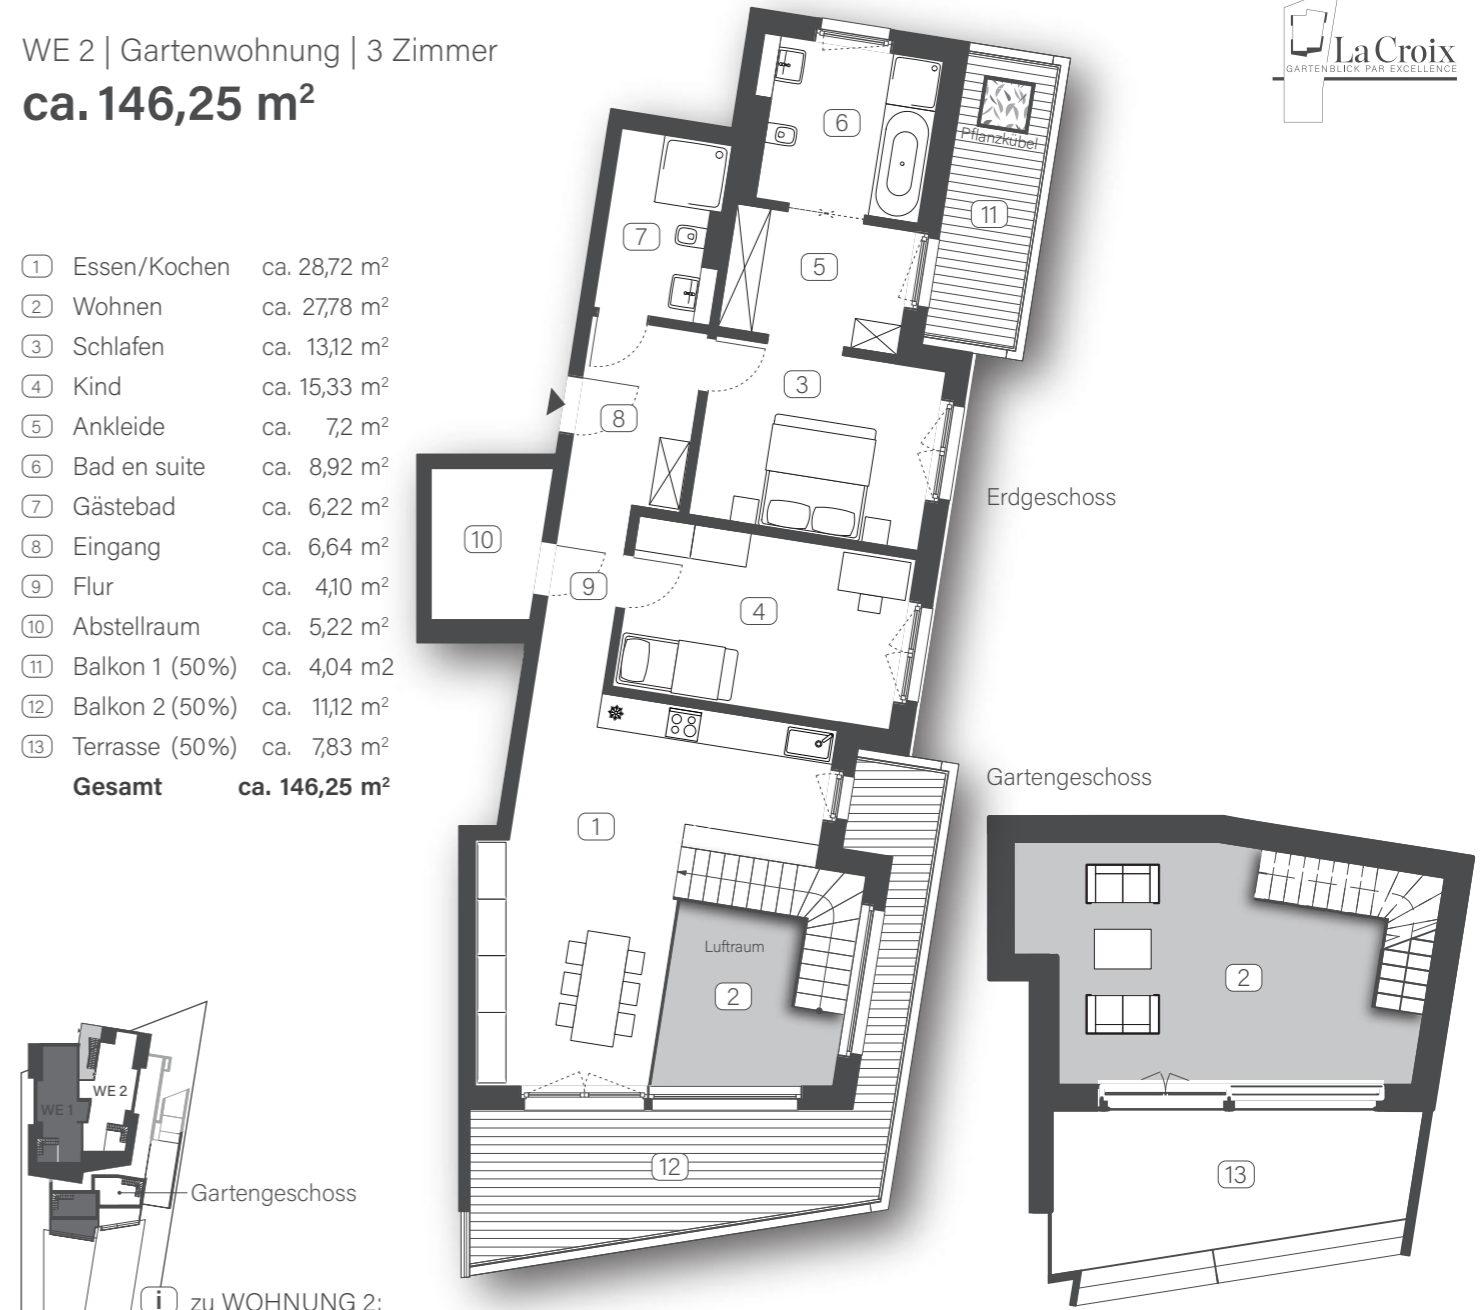 WE 2 | Gartenwohnung | 3 Zimmer
ca. 146,25 m²
La Croix
GARTENBLICK PAR EXCELLENCE
1 Essen/Kochen ca. 28,72 m²
2 Wohnen ca. 27,78 m²
3 Schlafen ca. 13,12 m²
4 Kind ca. 15,33 m²
5 Ankleide ca. 7,2 m²
6 Bad en suite ca. 8,92 m²
7 Gästebad ca. 6,22 m²
8 Eingang ca. 6,64 m²
9 Flur ca. 4,10 m²
10 Abstellraum ca. 5,22 m²
11 Balkon 1 (50%) ca. 4,04 m2
12 Balkon 2 (50%) ca. 11,12 m²
13 Terrasse (50%) ca. 7,83 m²
Gesamt ca. 146,25 m²
6
Pflanzkübel
11
7
5
3
8
Erdgeschoss
10
9
4
Gartengeschoss
1
Luftraum
2
2
12
13
WE 2
WE 1
Gartengeschoss
i zu WOHNUNG 2: